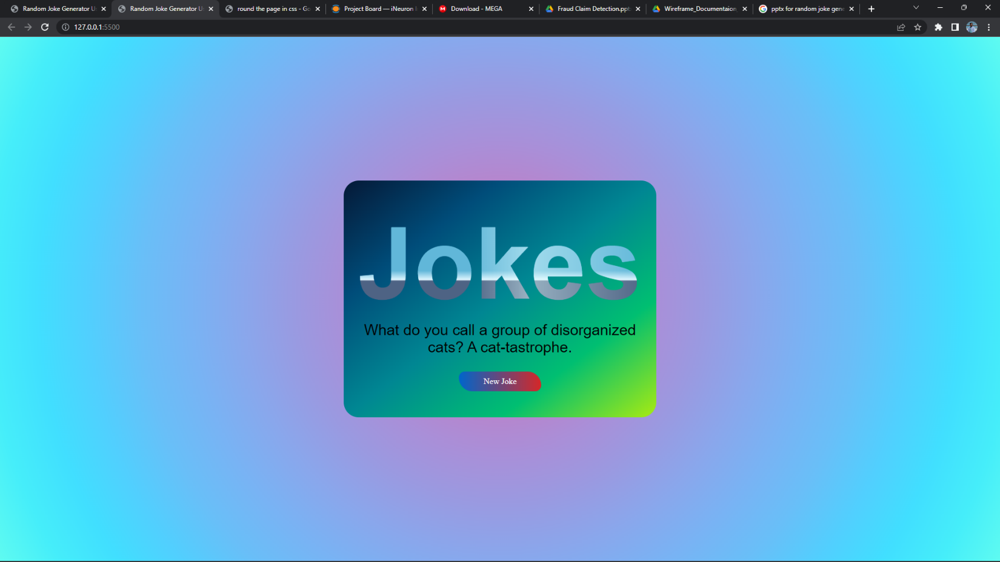 Random Joke Generator U
Random Joke Generator U
round the page in css - Go
Project Board — iNeuron
Download - MEGA
Fraud Claim Detection.ppt
Wireframe_Documentaion
pptx for random joke gene
127.0.0.1:5500
Jokes
What do you call a group of disorganized
cats? A cat-tastrophe.
New Joke